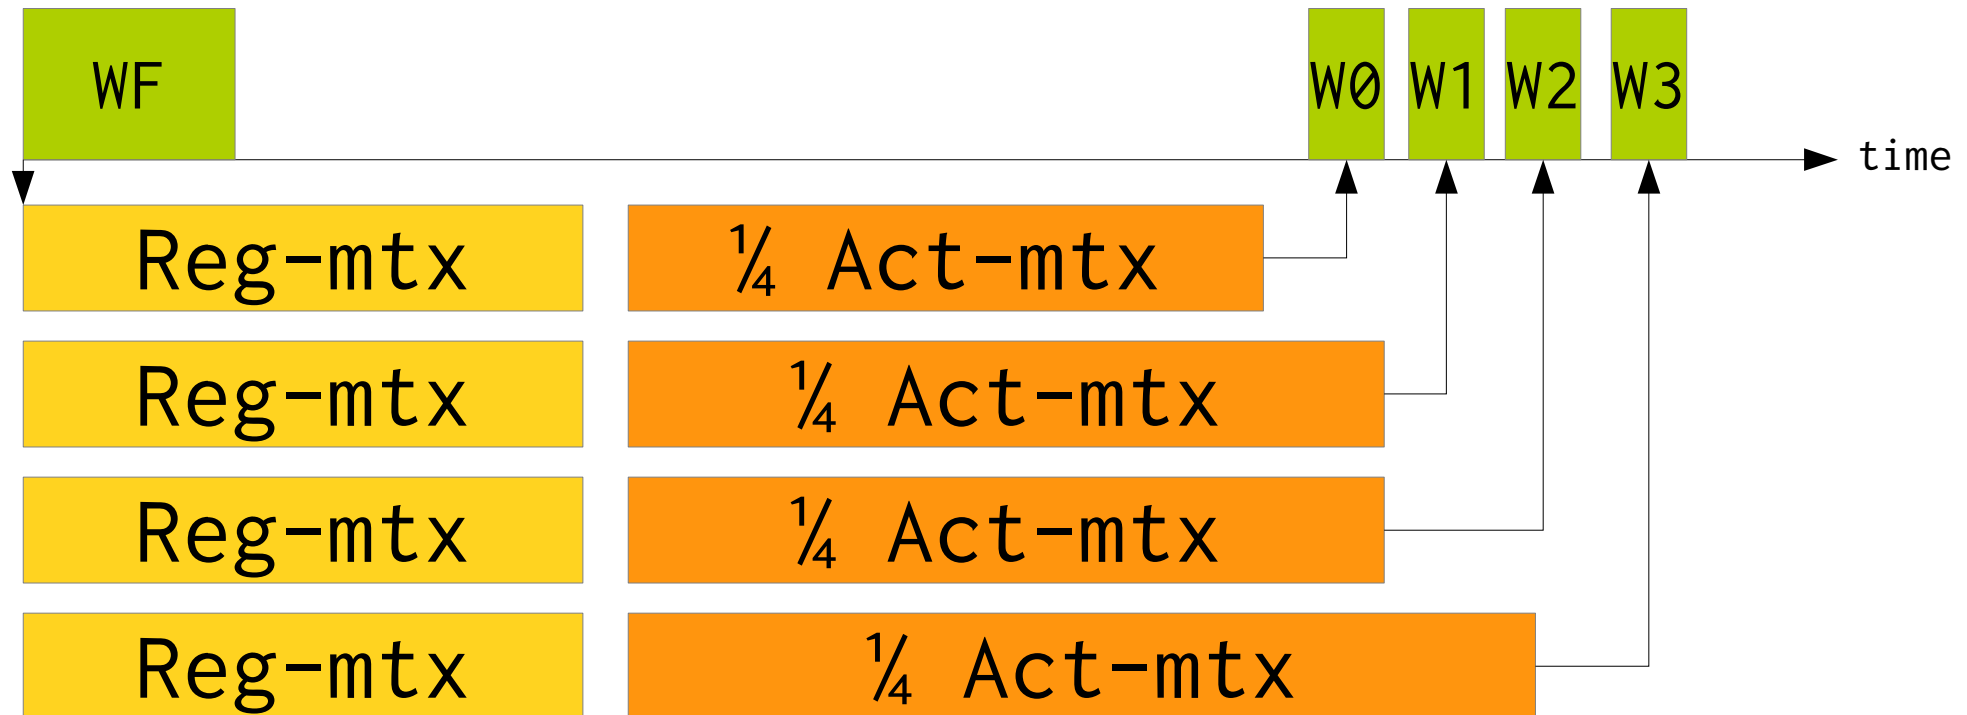 WF W0 W1 W2 W3
time
Reg-mtx ¼ Act-mtx
Reg-mtx ¼ Act-mtx
Reg-mtx ¼ Act-mtx
Reg-mtx ¼ Act-mtx